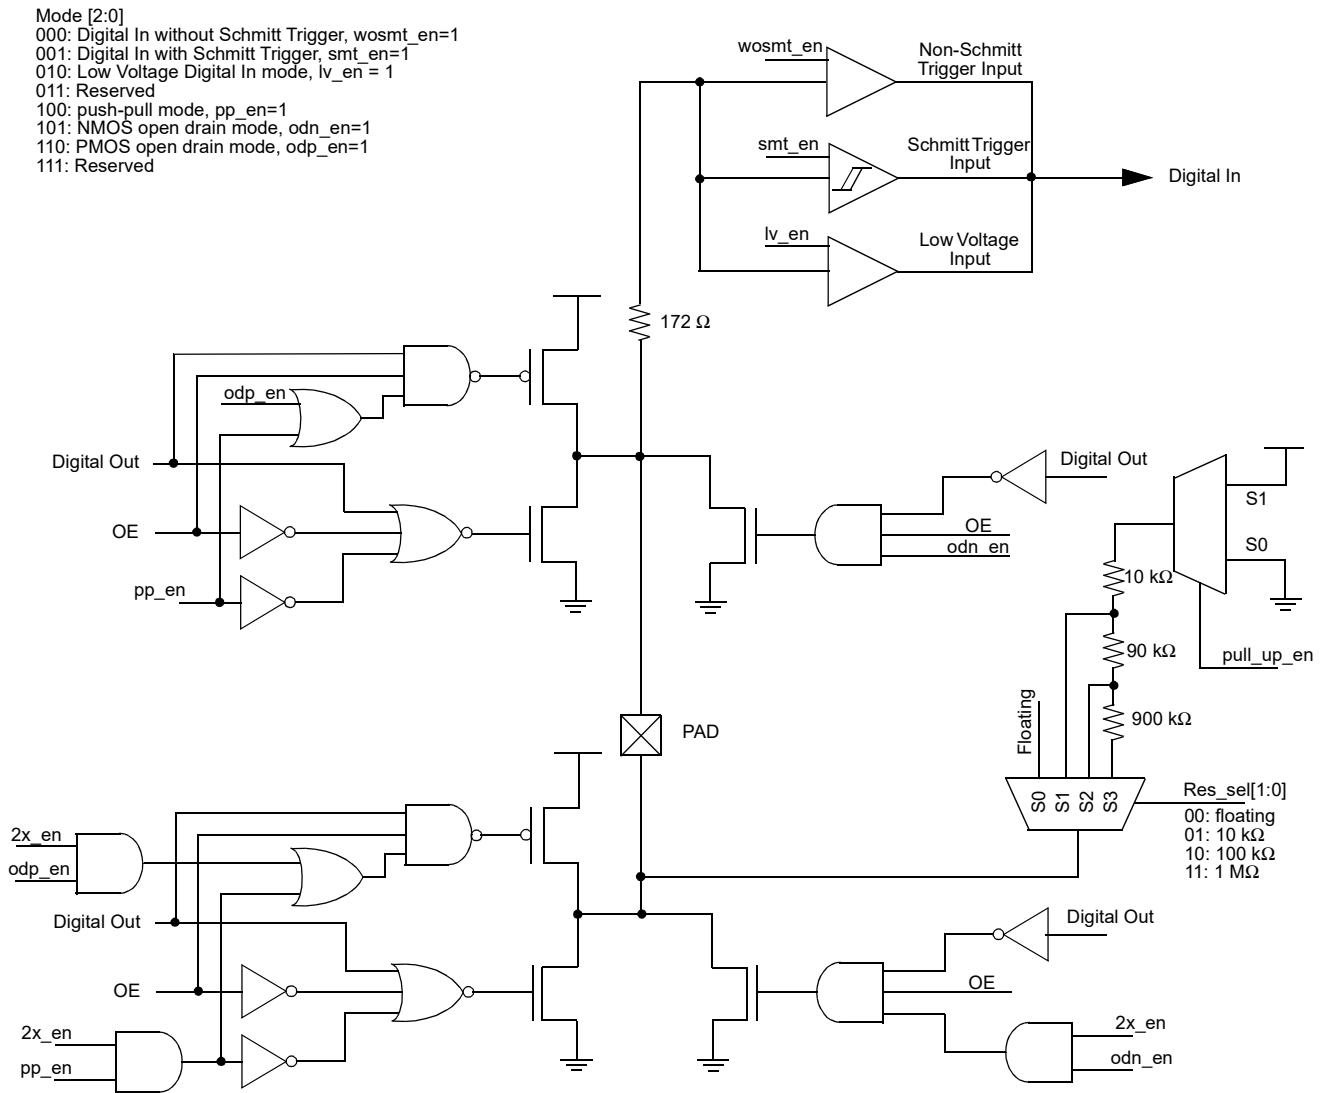 Mode [2:0]
000: Digital In without Schmitt Trigger, wosmt_en=1
001: Digital In with Schmitt Trigger, smt_en=1
010: Low Voltage Digital In mode, lv_en = 1
011: Reserved
100: push-pull mode, pp_en=1
101: NMOS open drain mode, odn_en=1
110: PMOS open drain mode, odp_en=1
111: Reserved
wosmt_en
Non-Schmitt
Trigger Input
smt_en
Schmitt Trigger
Input
Digital In
lv_en
Low Voltage
Input
172 Ω
odp_en
Digital Out
OE
pp_en
Digital Out
OE
odn_en
S1
S0
10 kΩ
90 kΩ
pull_up_en
900 kΩ
Floating
S0
S1
S2
S3
Res_sel[1:0]
00: floating
01: 10 kΩ
10: 100 kΩ
11: 1 MΩ
PAD
2x_en
odp_en
Digital Out
OE
2x_en
pp_en
Digital Out
OE
2x_en
odn_en